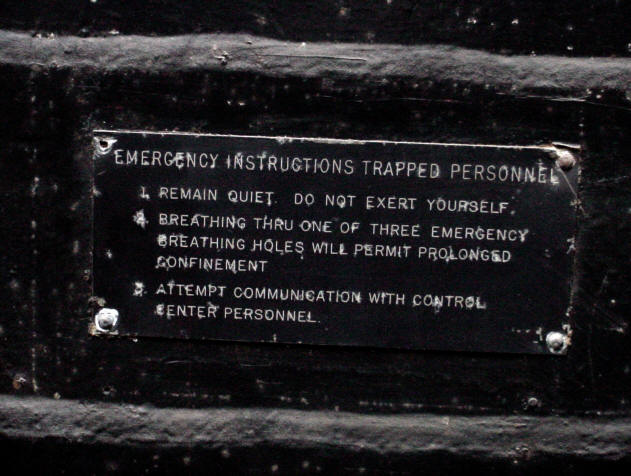 EMERGENCY INSTRUCTIONS TRAPPED PERSONNEL
1. REMAIN QUIET. DO NOT EXERT YOURSELF.
2. BREATHING THRU ONE OF THREE EMERGENCY
BREATHING HOLES WILL PERMIT PROLONGED
CONFINEMENT
3. ATTEMPT COMMUNICATION WITH CONTROL
CENTER PERSONNEL.